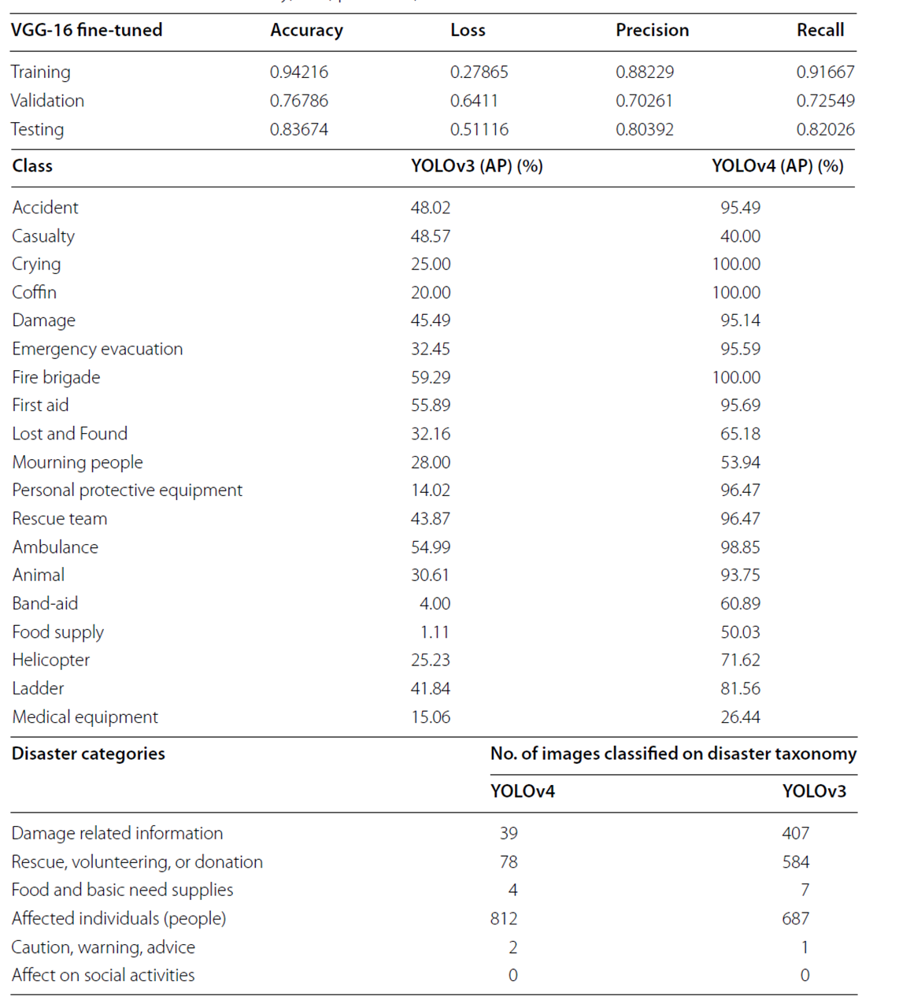 VGG-16 fine-tuned Accuracy Loss Precision Recall
Training 0.94216 0.27865 0.88229 0.91667
Validation 0.76786 0.6411 0.70261 0.72549
Testing 0.83674 0.51116 0.80392 0.82026
Class YOLOv3 (AP) (%) YOLOv4 (AP) (%)
Accident 48.02 95.49
Casualty 48.57 40.00
Crying 25.00 100.00
Coffin 20.00 100.00
Damage 45.49 95.14
Emergency evacuation 32.45 95.59
Fire brigade 59.29 100.00
First aid 55.89 95.69
Lost and Found 32.16 65.18
Mourning people 28.00 53.94
Personal protective equipment 14.02 96.47
Rescue team 43.87 96.47
Ambulance 54.99 98.85
Animal 30.61 93.75
Band-aid 4.00 60.89
Food supply 1.11 50.03
Helicopter 25.23 71.62
Ladder 41.84 81.56
Medical equipment 15.06 26.44
Disaster categories No. of images classified on disaster taxonomy
YOLOv4 YOLOv3
Damage related information 39 407
Rescue, volunteering, or donation 78 584
Food and basic need supplies 4 7
Affected individuals (people) 812 687
Caution, warning, advice 2 1
Affect on social activities 0 0